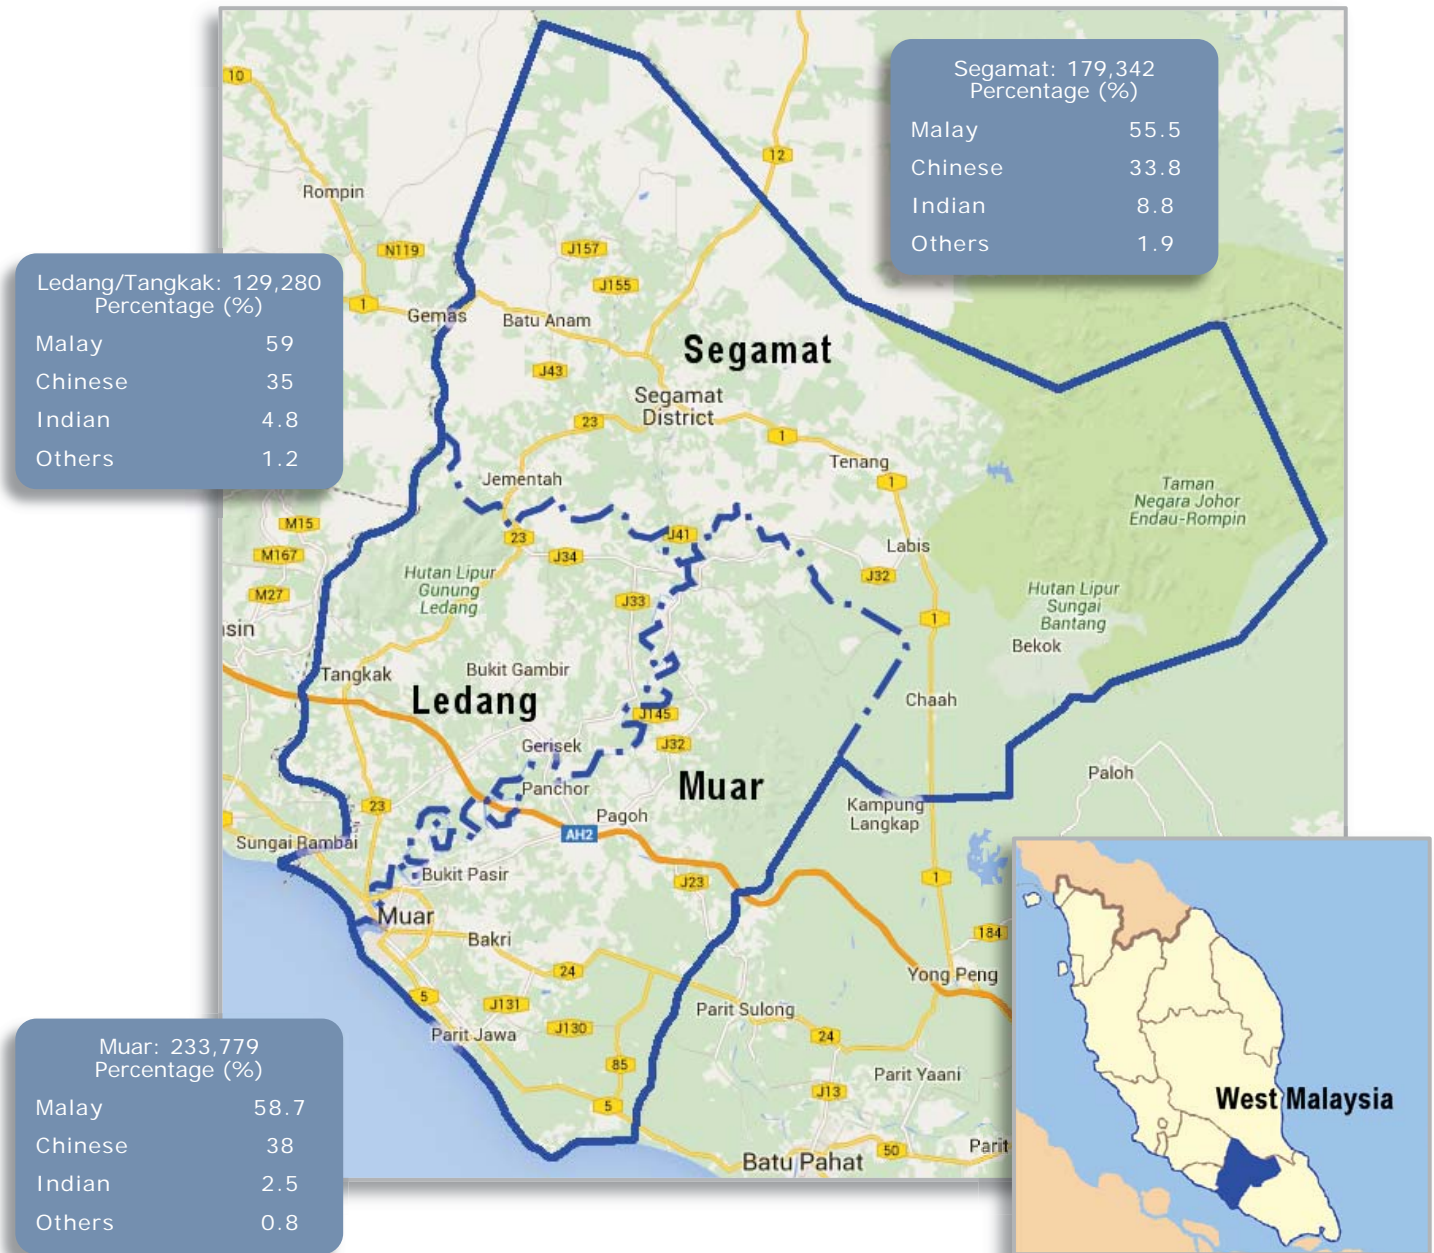 Segamat: 179,342
Percentage (%)
Malay 55.5
Chinese 33.8
Indian 8.8
Others 1.9
Ledang/Tangkak: 129,280
Percentage (%)
Malay 59
Chinese 35
Indian 4.8
Others 1.2
Muar: 233,779
Percentage (%)
Malay 58.7
Chinese 38
Indian 2.5
Others 0.8
10
12
Rompin
N119
J157
J155
1
Gemas
Batu Anam
Segamat
J43
Segamat
District
23
1
Tenang
1
Jementah
Taman
Negara Johor
Endau-Rompin
M15
23
J41
M167
J34
Labis
J32
Hutan Lipur
Gunung
Ledang
M27
J33
Hutan Lipur
Sungai
Bantang
1
asin
Bekok
Tangkak
Bukit Gambir
Ledang
Chaah
J145
Gerisek
J32
Paloh
Panchor
Muar
23
Pagoh
Kampung
Langkap
AH2
Sungai Rambai
Bukit Pasir
J23
1
Muar
Bakri
184
24
Yong Peng
5
J131
Parit Sulong
J130
Parit Jawa
24
85
Parit Yaani
J13
5
50
Parit
Batu Pahat
West Malaysia